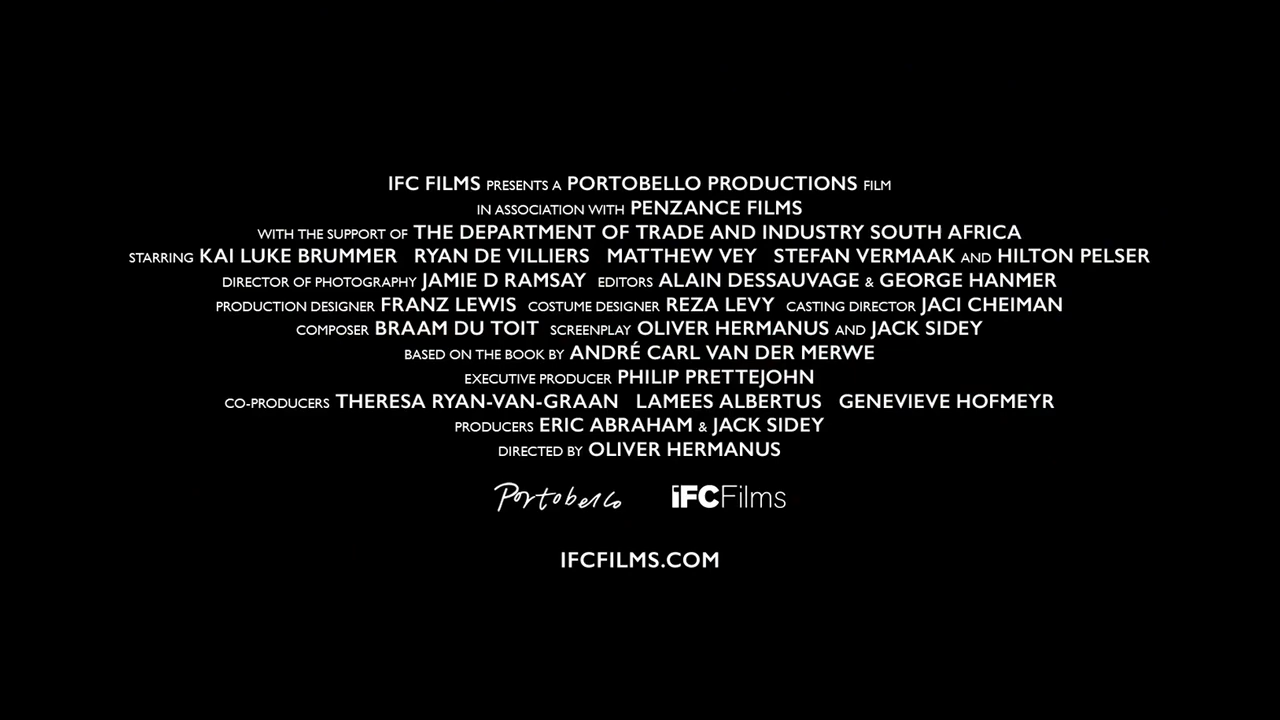 IFC FILMS PRESENTS A PORTOBELLO PRODUCTIONS FILM
IN ASSOCIATION WITH PENZANCE FILMS
WITH THE SUPPORT OF THE DEPARTMENT OF TRADE AND INDUSTRY SOUTH AFRICA
STARRING KAI LUKE BRUMMER RYAN DE VILLIERS MATTHEW VEY STEFAN VERMAAK AND HILTON PELSER
DIRECTOR OF PHOTOGRAPHY JAMIE D RAMSAY EDITORS ALAIN DESSAUVAGE & GEORGE HANMER
PRODUCTION DESIGNER FRANZ LEWIS COSTUME DESIGNER REZA LEVY CASTING DIRECTOR JACI CHEIMAN
COMPOSER BRAAM DU TOIT SCREENPLAY OLIVER HERMANUS AND JACK SIDEY
BASED ON THE BOOK BY ANDRÉ CARL VAN DER MERWE
EXECUTIVE PRODUCER PHILIP PRETTEJOHN
CO-PRODUCERS THERESA RYAN-VAN-GRAAN LAMEES ALBERTUS GENEVIEVE HOFMEYR
PRODUCERS ERIC ABRAHAM & JACK SIDEY
DIRECTED BY OLIVER HERMANUS
Portobello IFC Films
IFCFILMS.COM